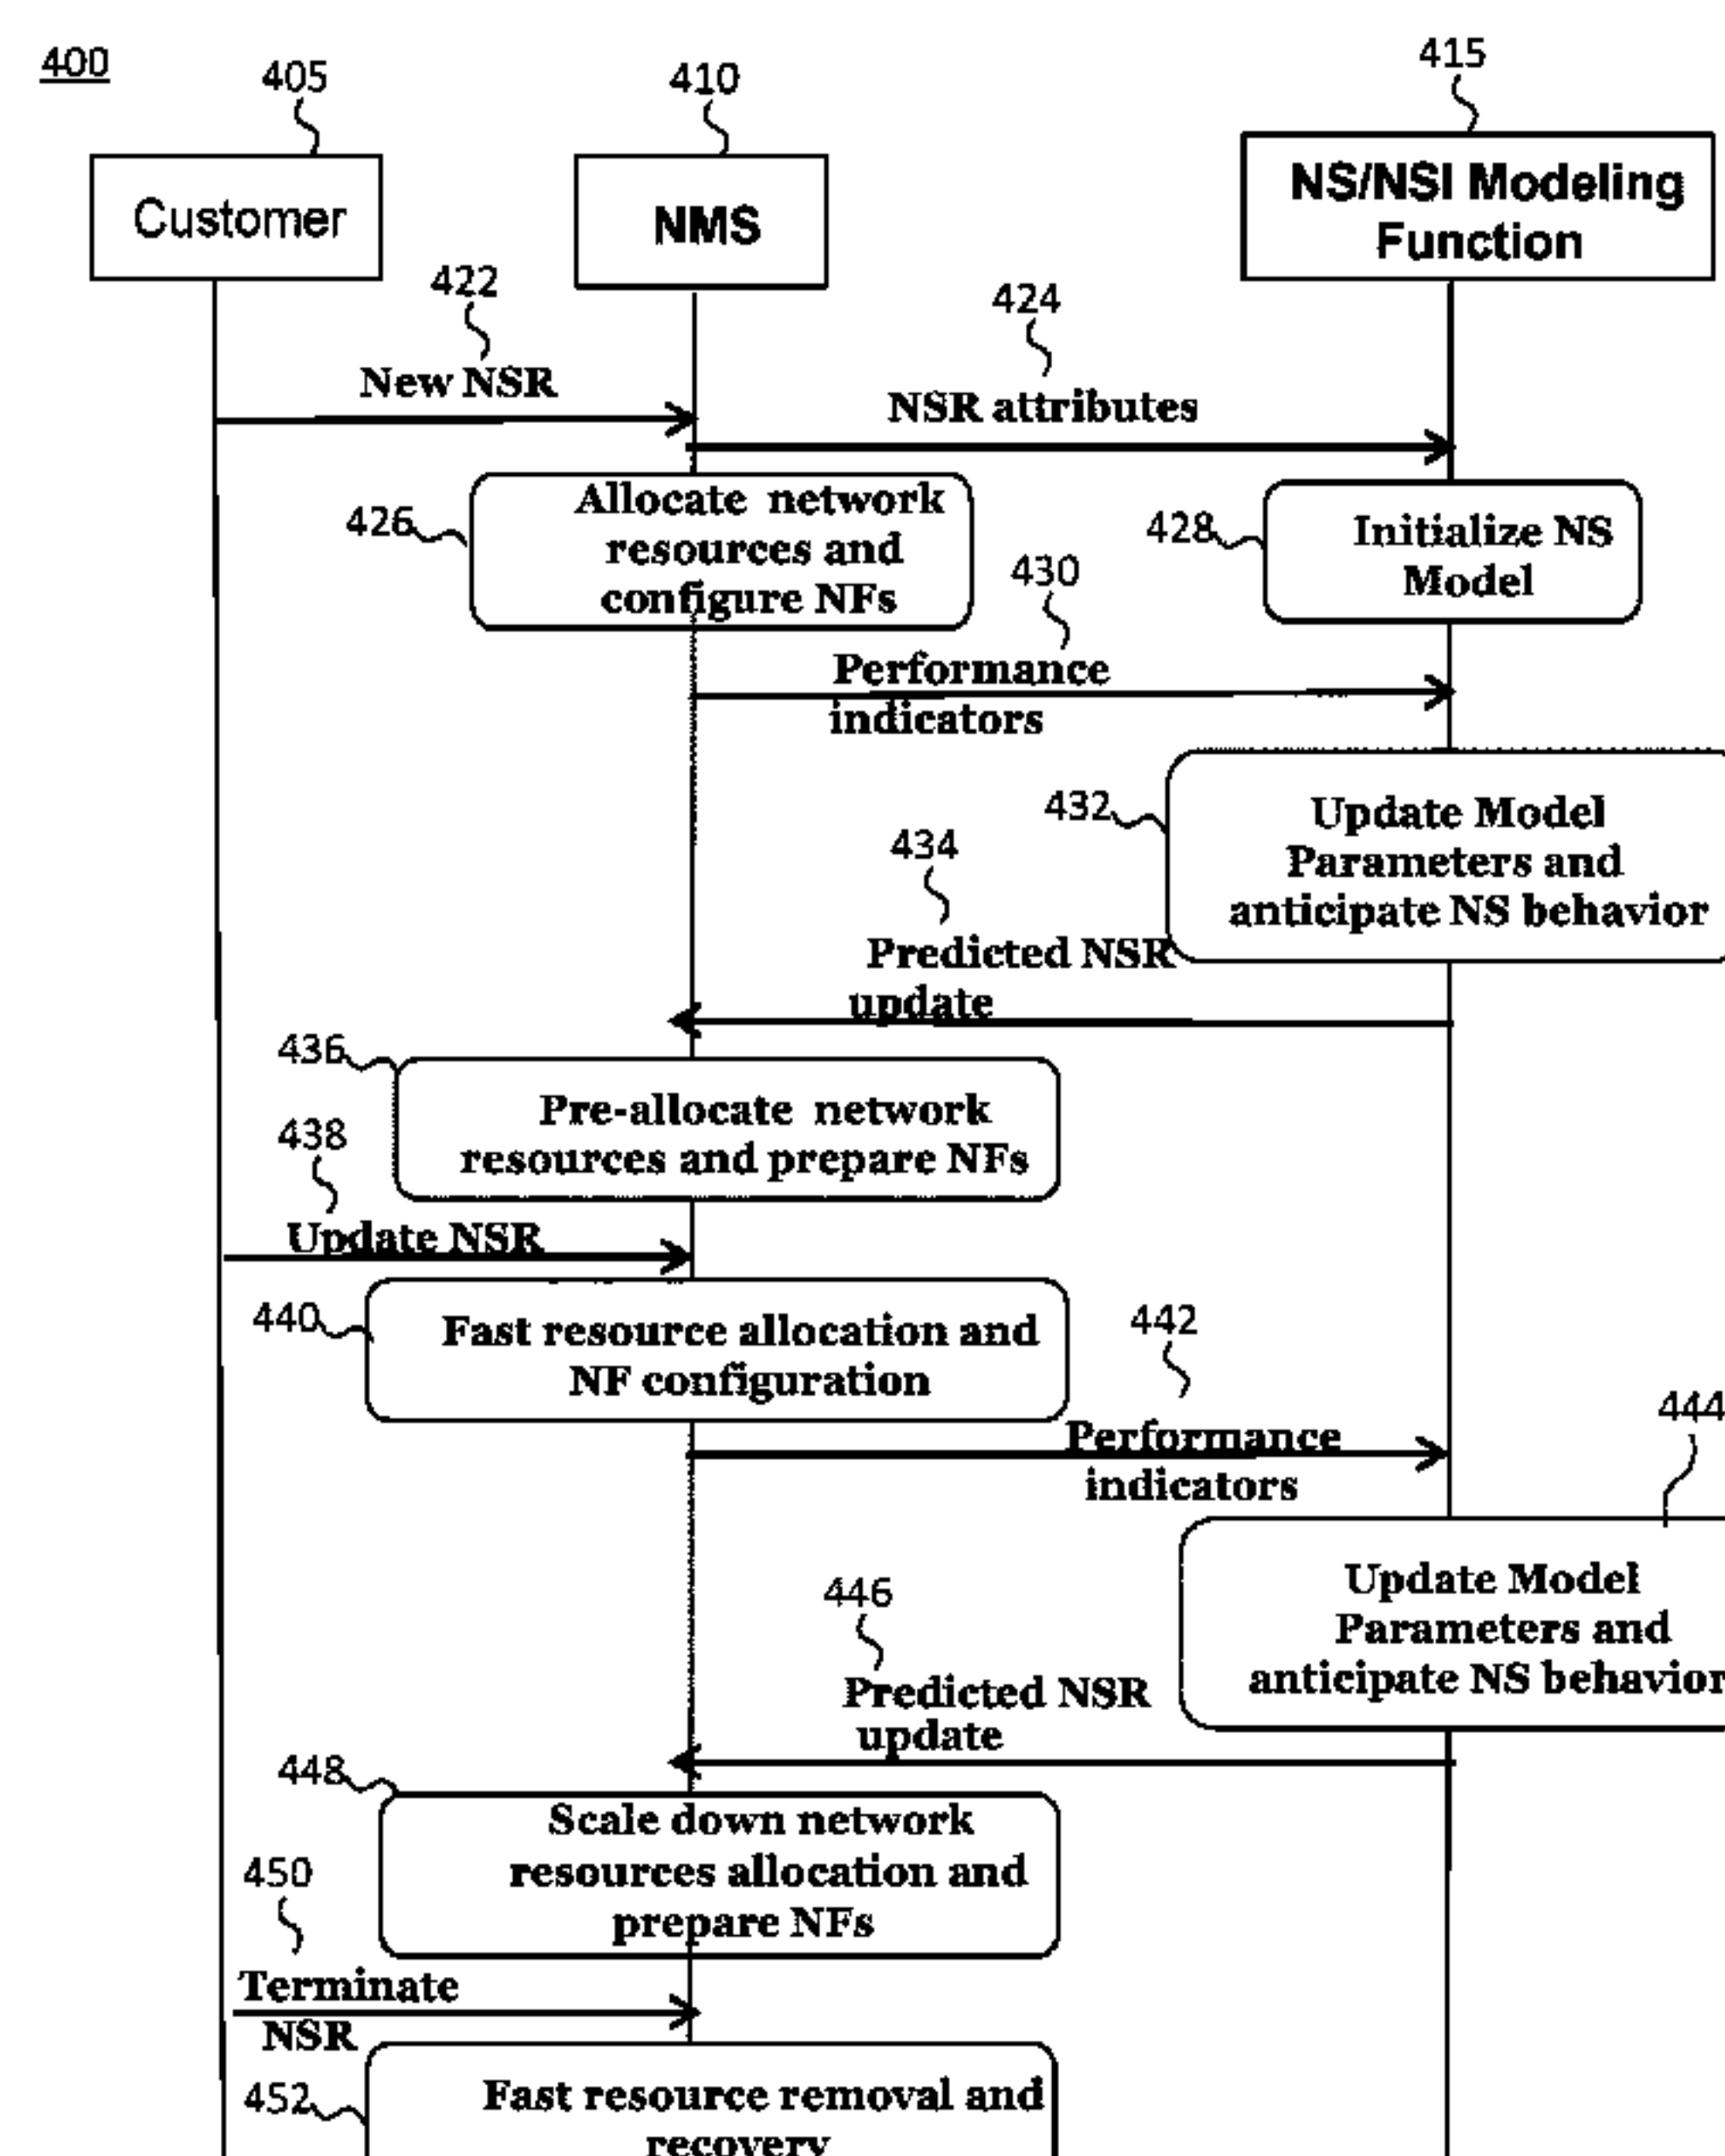 400
405
410
415
Customer
NMS
NS/NSI Modeling
Function
422
424
New NSR
NSR attributes
426
Allocate network
resources and
configure NFs
428
Initialize NS
Model
430
Performance
indicators
432
Update Model
Parameters and
anticipate NS behavior
434
Predicted NSR
update
436
Pre-allocate network
resources and prepare NFs
438
Update NSR
440
Fast resource allocation and
NF configuration
442
Performance
indicators
444
Update Model
Parameters and
anticipate NS behavior
446
Predicted NSR
update
448
Scale down network
resources allocation and
prepare NFs
450
Terminate
NSR
452
Fast resource removal and
recovery